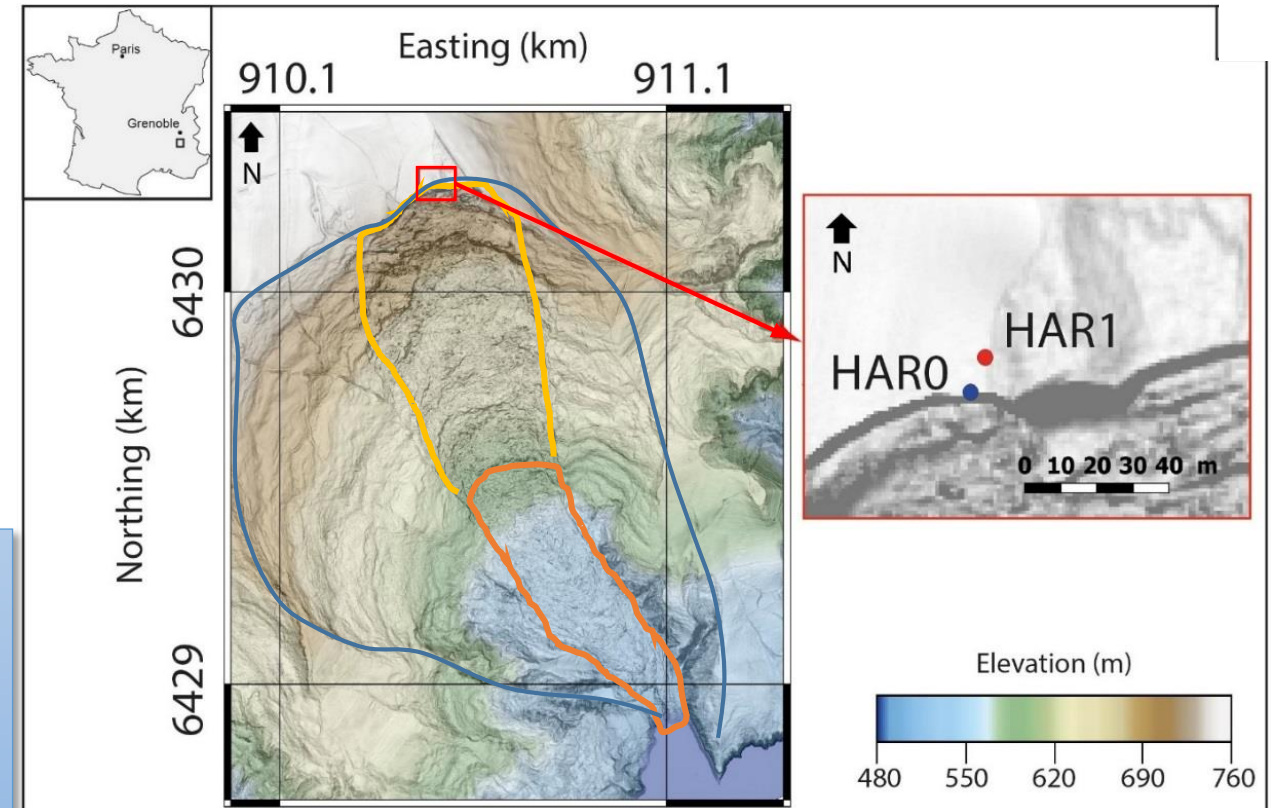 Paris
Grenoble
Easting (km)
910.1
911.1
N
6430
Northing (km)
6429
N
HAR1
HAR0
0 10 20 30 40 m
Elevation (m)
480 550 620 690 760